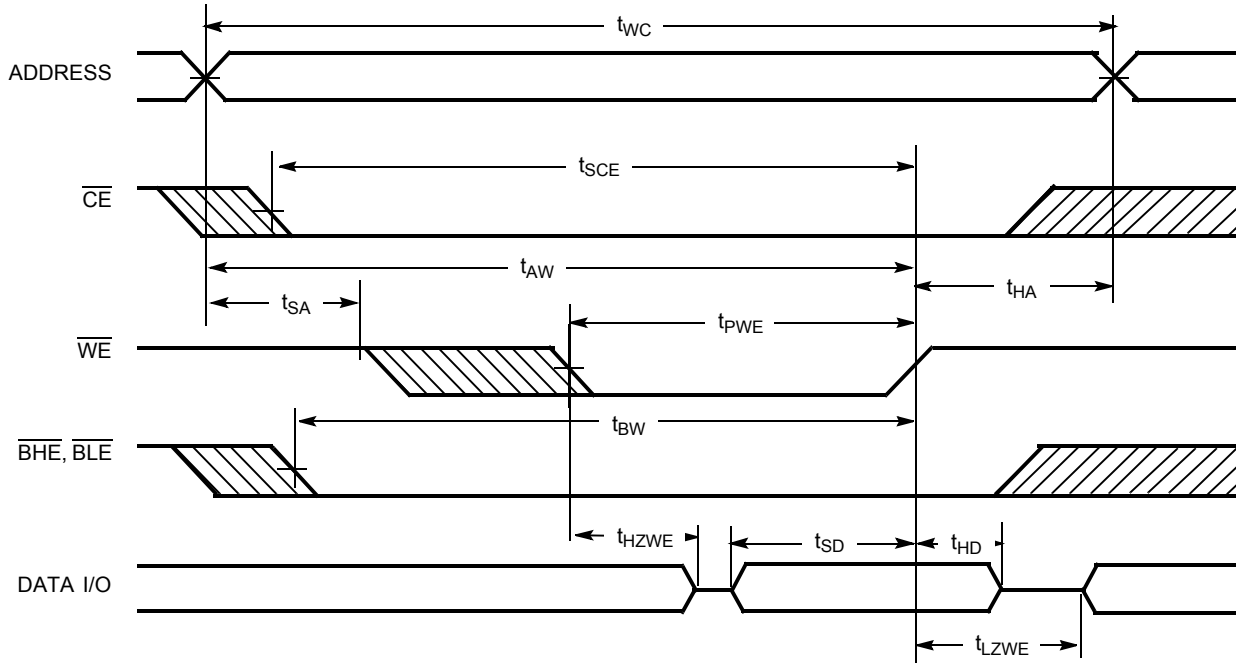 tWC
ADDRESS
tSCE
CE
tAW
tSA
tHA
tPWE
WE
tBW
BHE, BLE
tHZWE
tSD
tHD
DATA I/O
tLZWE